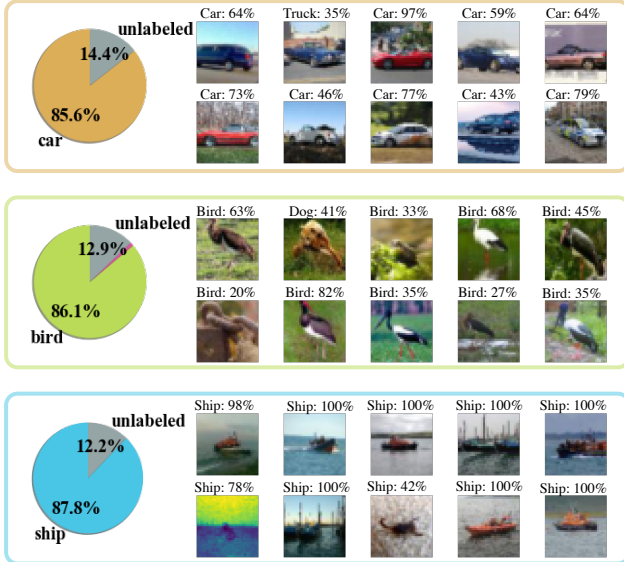 unlabeled
14.4%
85.6%
car
Car: 64% Truck: 35% Car: 97% Car: 59% Car: 64%
Car: 73% Car: 46% Car: 77% Car: 43% Car: 79%
unlabeled
12.9%
86.1%
bird
Bird: 63% Dog: 41% Bird: 33% Bird: 68% Bird: 45%
Bird: 20% Bird: 82% Bird: 35% Bird: 27% Bird: 35%
unlabeled
12.2%
87.8%
ship
Ship: 98% Ship: 100% Ship: 100% Ship: 100% Ship: 100%
Ship: 78% Ship: 100% Ship: 42% Ship: 100% Ship: 100%